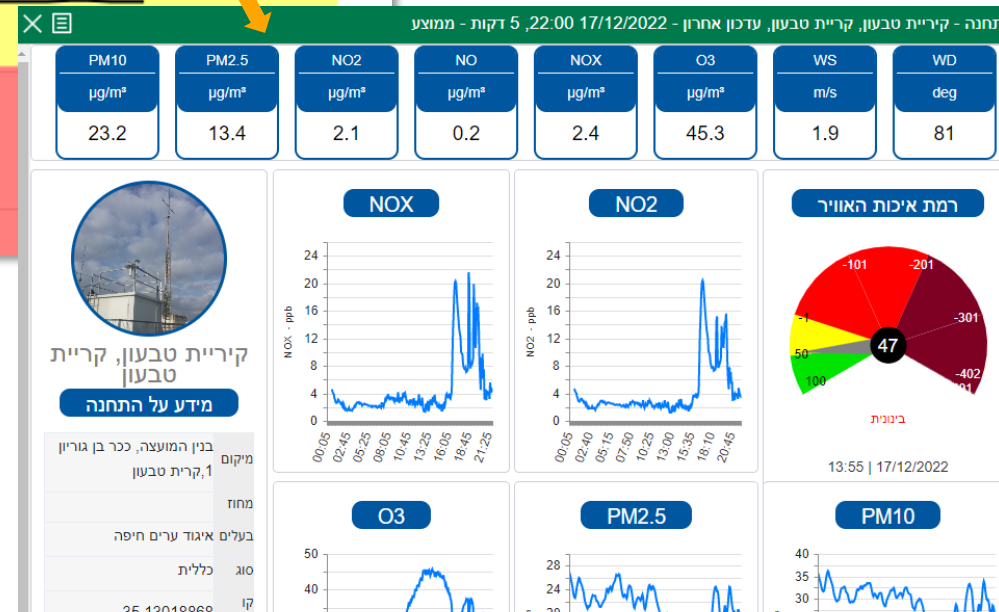 תחנה - קיריית טבעון, קריית טבעון, עדכון אחרון - 22:00 17/12/2022, 5 דקות - ממוצע
PM10 PM2.5 NO2 NO NOX O3 WS WD
µg/m³ µg/m³ µg/m³ µg/m³ µg/m³ µg/m³ m/s deg
23.2 13.4 2.1 0.2 2.4 45.3 1.9 81
קיריית טבעון, קריית
טבעון
מידע על התחנה
מיקום בנין המועצה, ככר בן גוריון
1,קרית טבעון
מחוז
בעלים איגוד ערים חיפה
סוג כללית
קו
35.13018868
NOX
NOX - ppb
24
20
16
12
8
4
0
00:05 02:45 05:25 08:05 10:45 13:25 16:05 18:45 21:25
NO2
NO2 - ppb
24
20
16
12
8
4
0
00:05 02:40 05:15 07:50 10:25 13:00 15:35 18:10 20:45
רמת איכות האוויר
-101 -201
-1 -301
50 47
100 -402
בינונית
13:55 | 17/12/2022
O3
50
40
PM2.5
28
24
20
PM10
40
35
30